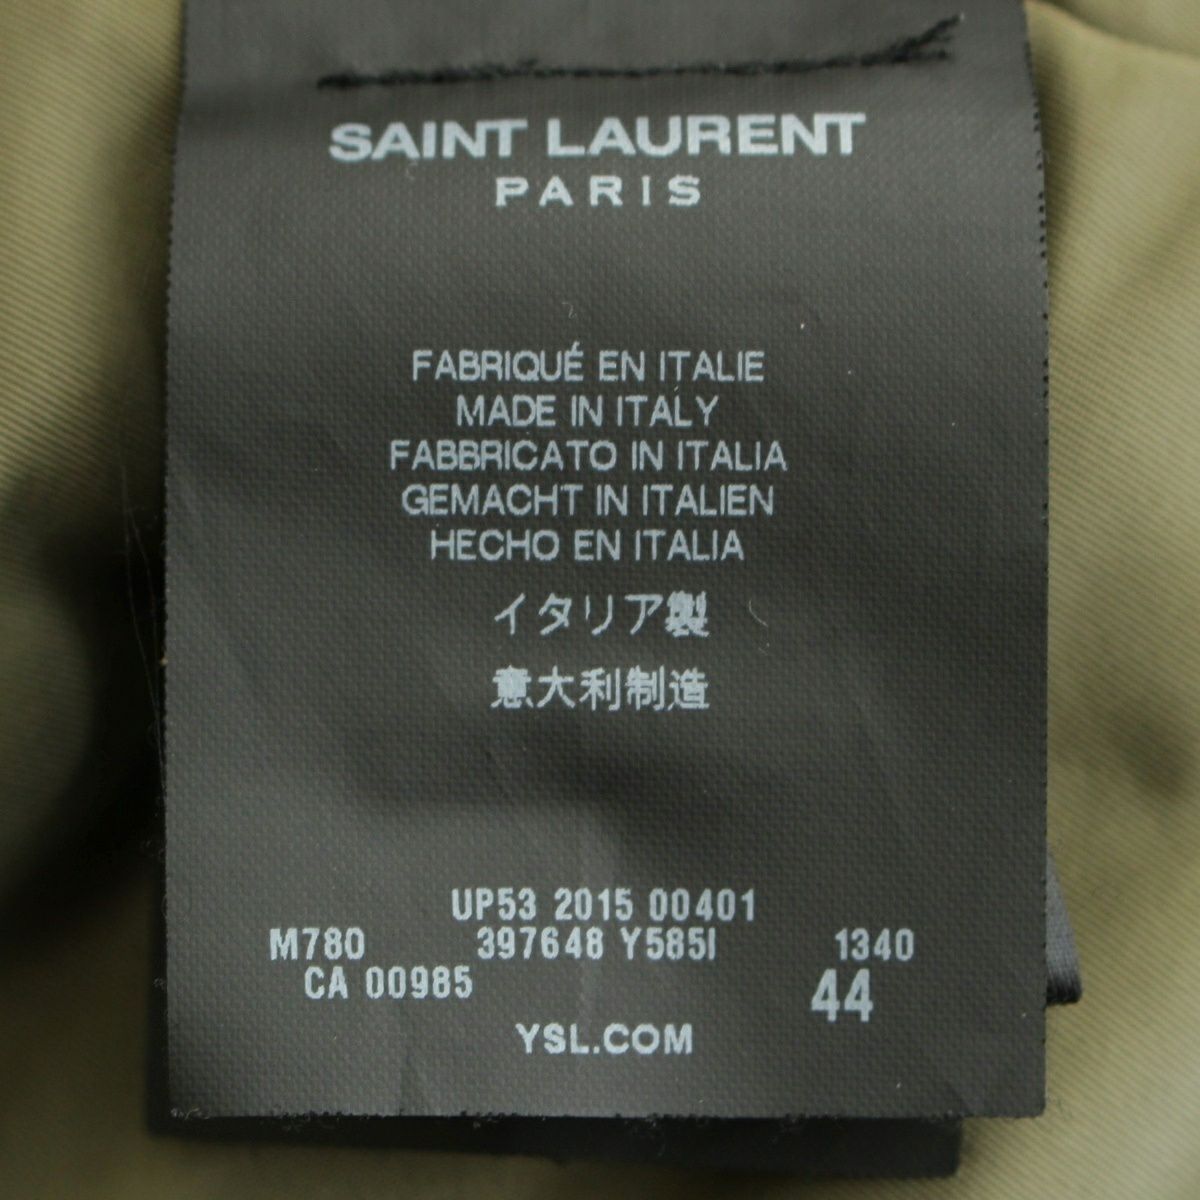 SAINT LAURENT
PARIS
FABRIQUÉ EN ITALIE
MADE IN ITALY
FABBRICATO IN ITALIA
GEMACHT IN ITALIEN
HECHO EN ITALIA
イタリア製
意大利制造
UP53 2015 00401
M780 397648 Y585I 1340
CA 00985 44
YSL.COM